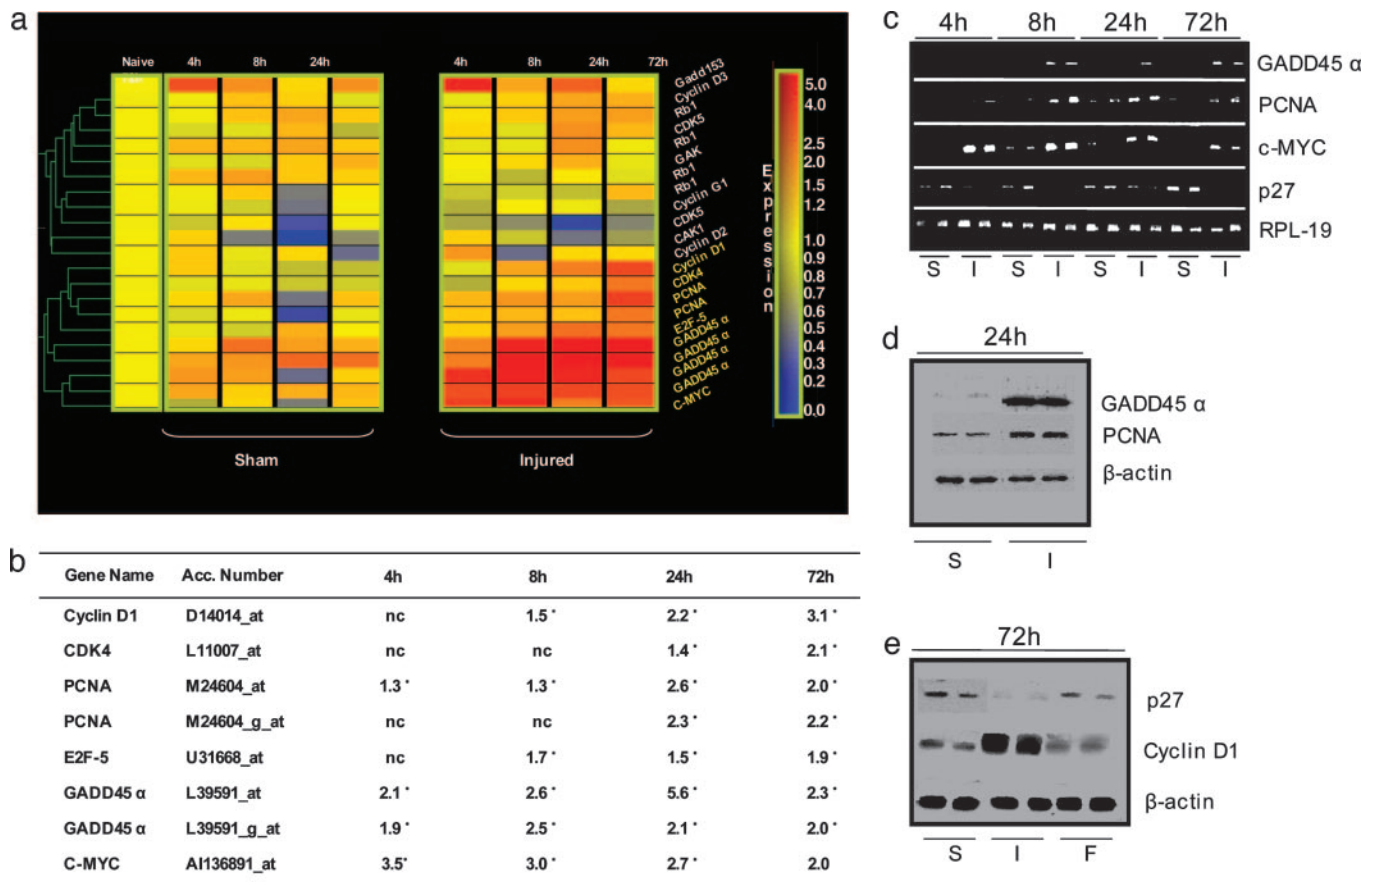 a
Naive 4h 8h 24h 4h 8h 24h 72h
Gadd153
Cyclin D3
Rb1
CDK5
Rb1
GAK
Rb1
Rb1
Cyclin G1
CDK5
CAK1
Cyclin D2
Cyclin D1
CDK4
PCNA
PCNA
E2F-5
GADD45 α
GADD45 α
GADD45 α
GADD45 α
C-MYC
Expression
5.0
4.0
2.5
2.0
1.5
1.2
1.0
0.9
0.8
0.7
0.6
0.5
0.4
0.3
0.2
0.0
Sham Injured
b
Gene Name Acc. Number 4h 8h 24h 72h
Cyclin D1 D14014_at nc 1.5 * 2.2 * 3.1 *
CDK4 L11007_at nc nc 1.4 * 2.1 *
PCNA M24604_at 1.3 * 1.3 * 2.6 * 2.0 *
PCNA M24604_g_at nc nc 2.3 * 2.2 *
E2F-5 U31668_at nc 1.7 * 1.5 * 1.9 *
GADD45 α L39591_at 2.1 * 2.6 * 5.6 * 2.3 *
GADD45 α L39591_g_at 1.9 * 2.5 * 2.1 * 2.0 *
C-MYC AI136891_at 3.5* 3.0 * 2.7 * 2.0
c
4h 8h 24h 72h
GADD45 α
PCNA
c-MYC
p27
RPL-19
S I S I S I S I
d
24h
GADD45 α
PCNA
β-actin
S I
e
72h
p27
Cyclin D1
β-actin
S I F